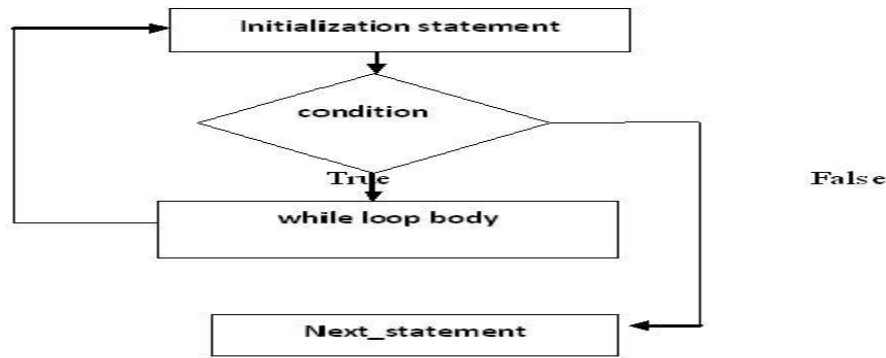 Initialization statement
condition
True
False
while loop body
Next_statement